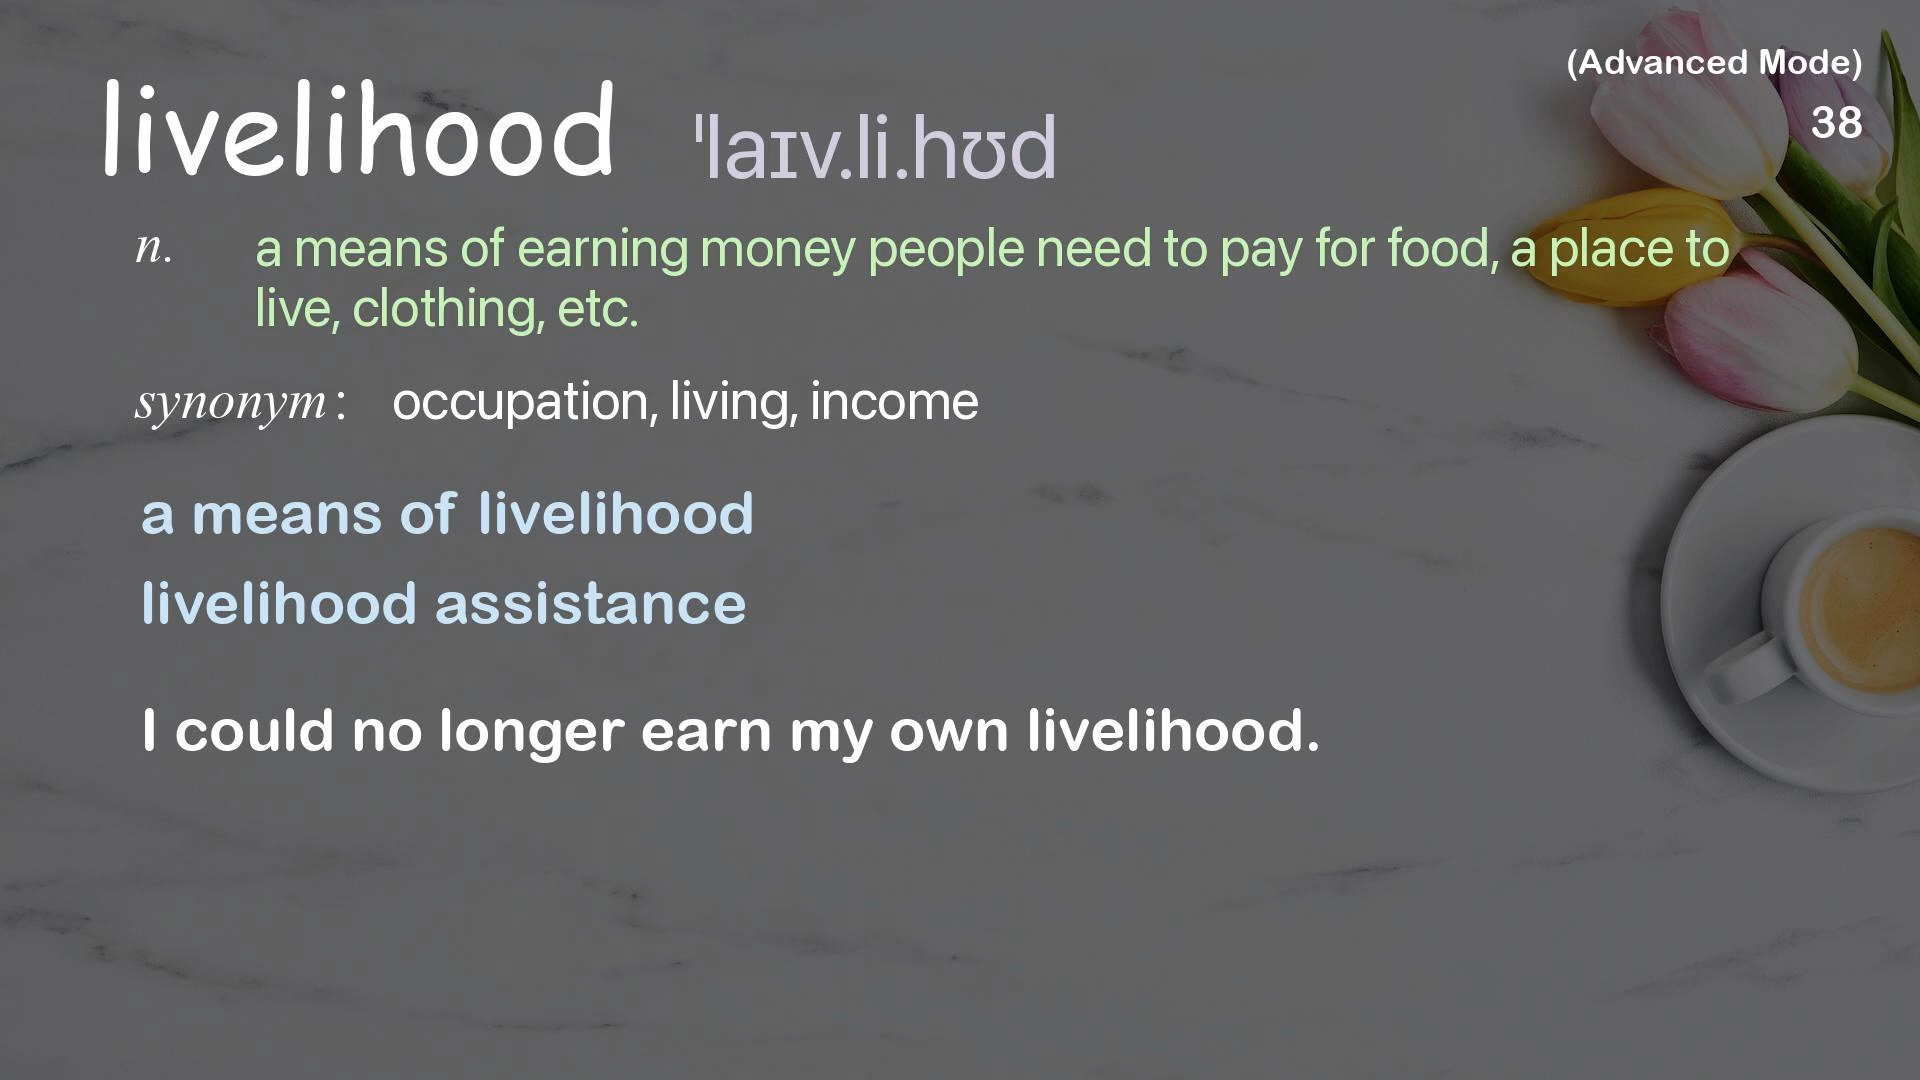 (Advanced Mode)
38
livelihood ˈlaɪv.li.hʊd
n. a means of earning money people need to pay for food, a place to
live, clothing, etc.
synonym: occupation, living, income
a means of livelihood
livelihood assistance
I could no longer earn my own livelihood.